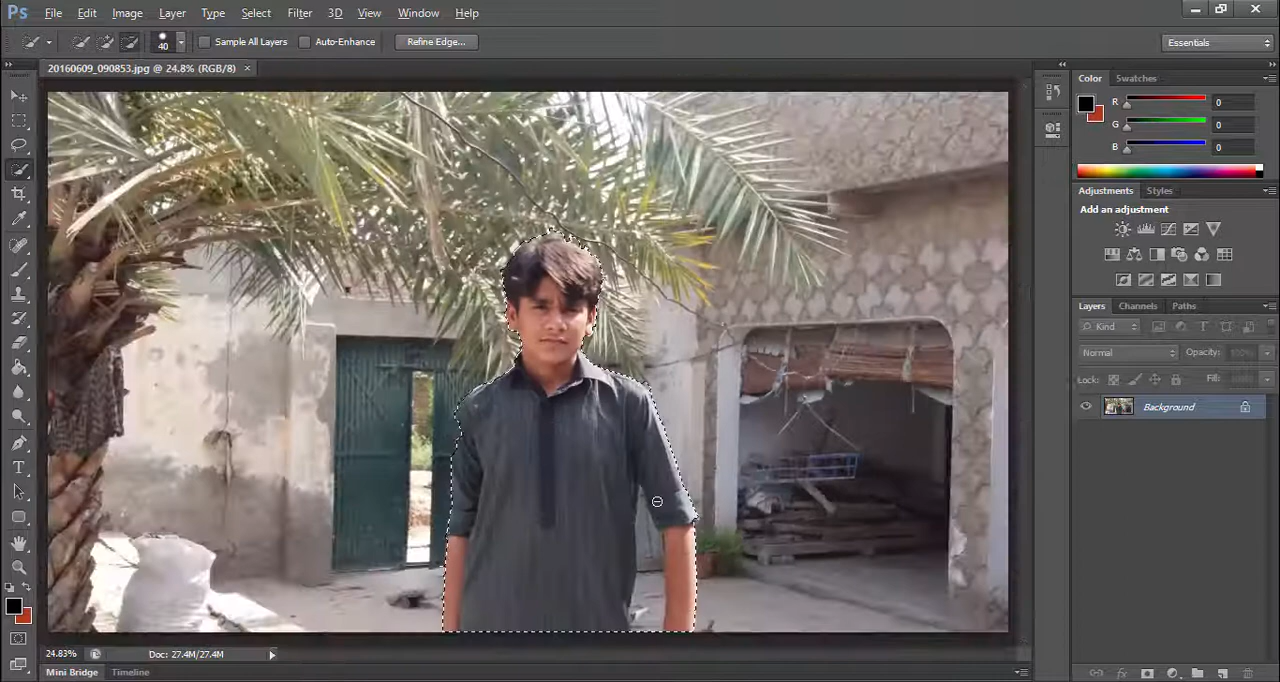 Ps File Edit Image Layer Type Select Filter 3D View Window Help
40 Sample All Layers Auto-Enhance Refine Edge... Essentials
20160609_090853.jpg @ 24.8% (RGB/8) ×
Color Swatches
R 0
G 0
B 0
Adjustments Styles
Add an adjustment
Layers Channels Paths
Kind
Normal Opacity: 100%
Lock: Fill:
Background
24.83% Doc: 27.4M/27.4M
Mini Bridge Timeline